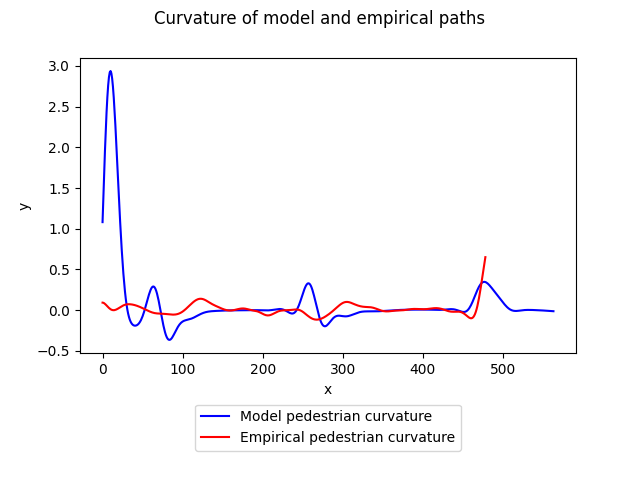 Curvature of model and empirical paths
3.0
2.5
2.0
1.5
1.0
0.5
0.0
−0.5
0 100 200 300 400 500
y
x
Model pedestrian curvature
Empirical pedestrian curvature